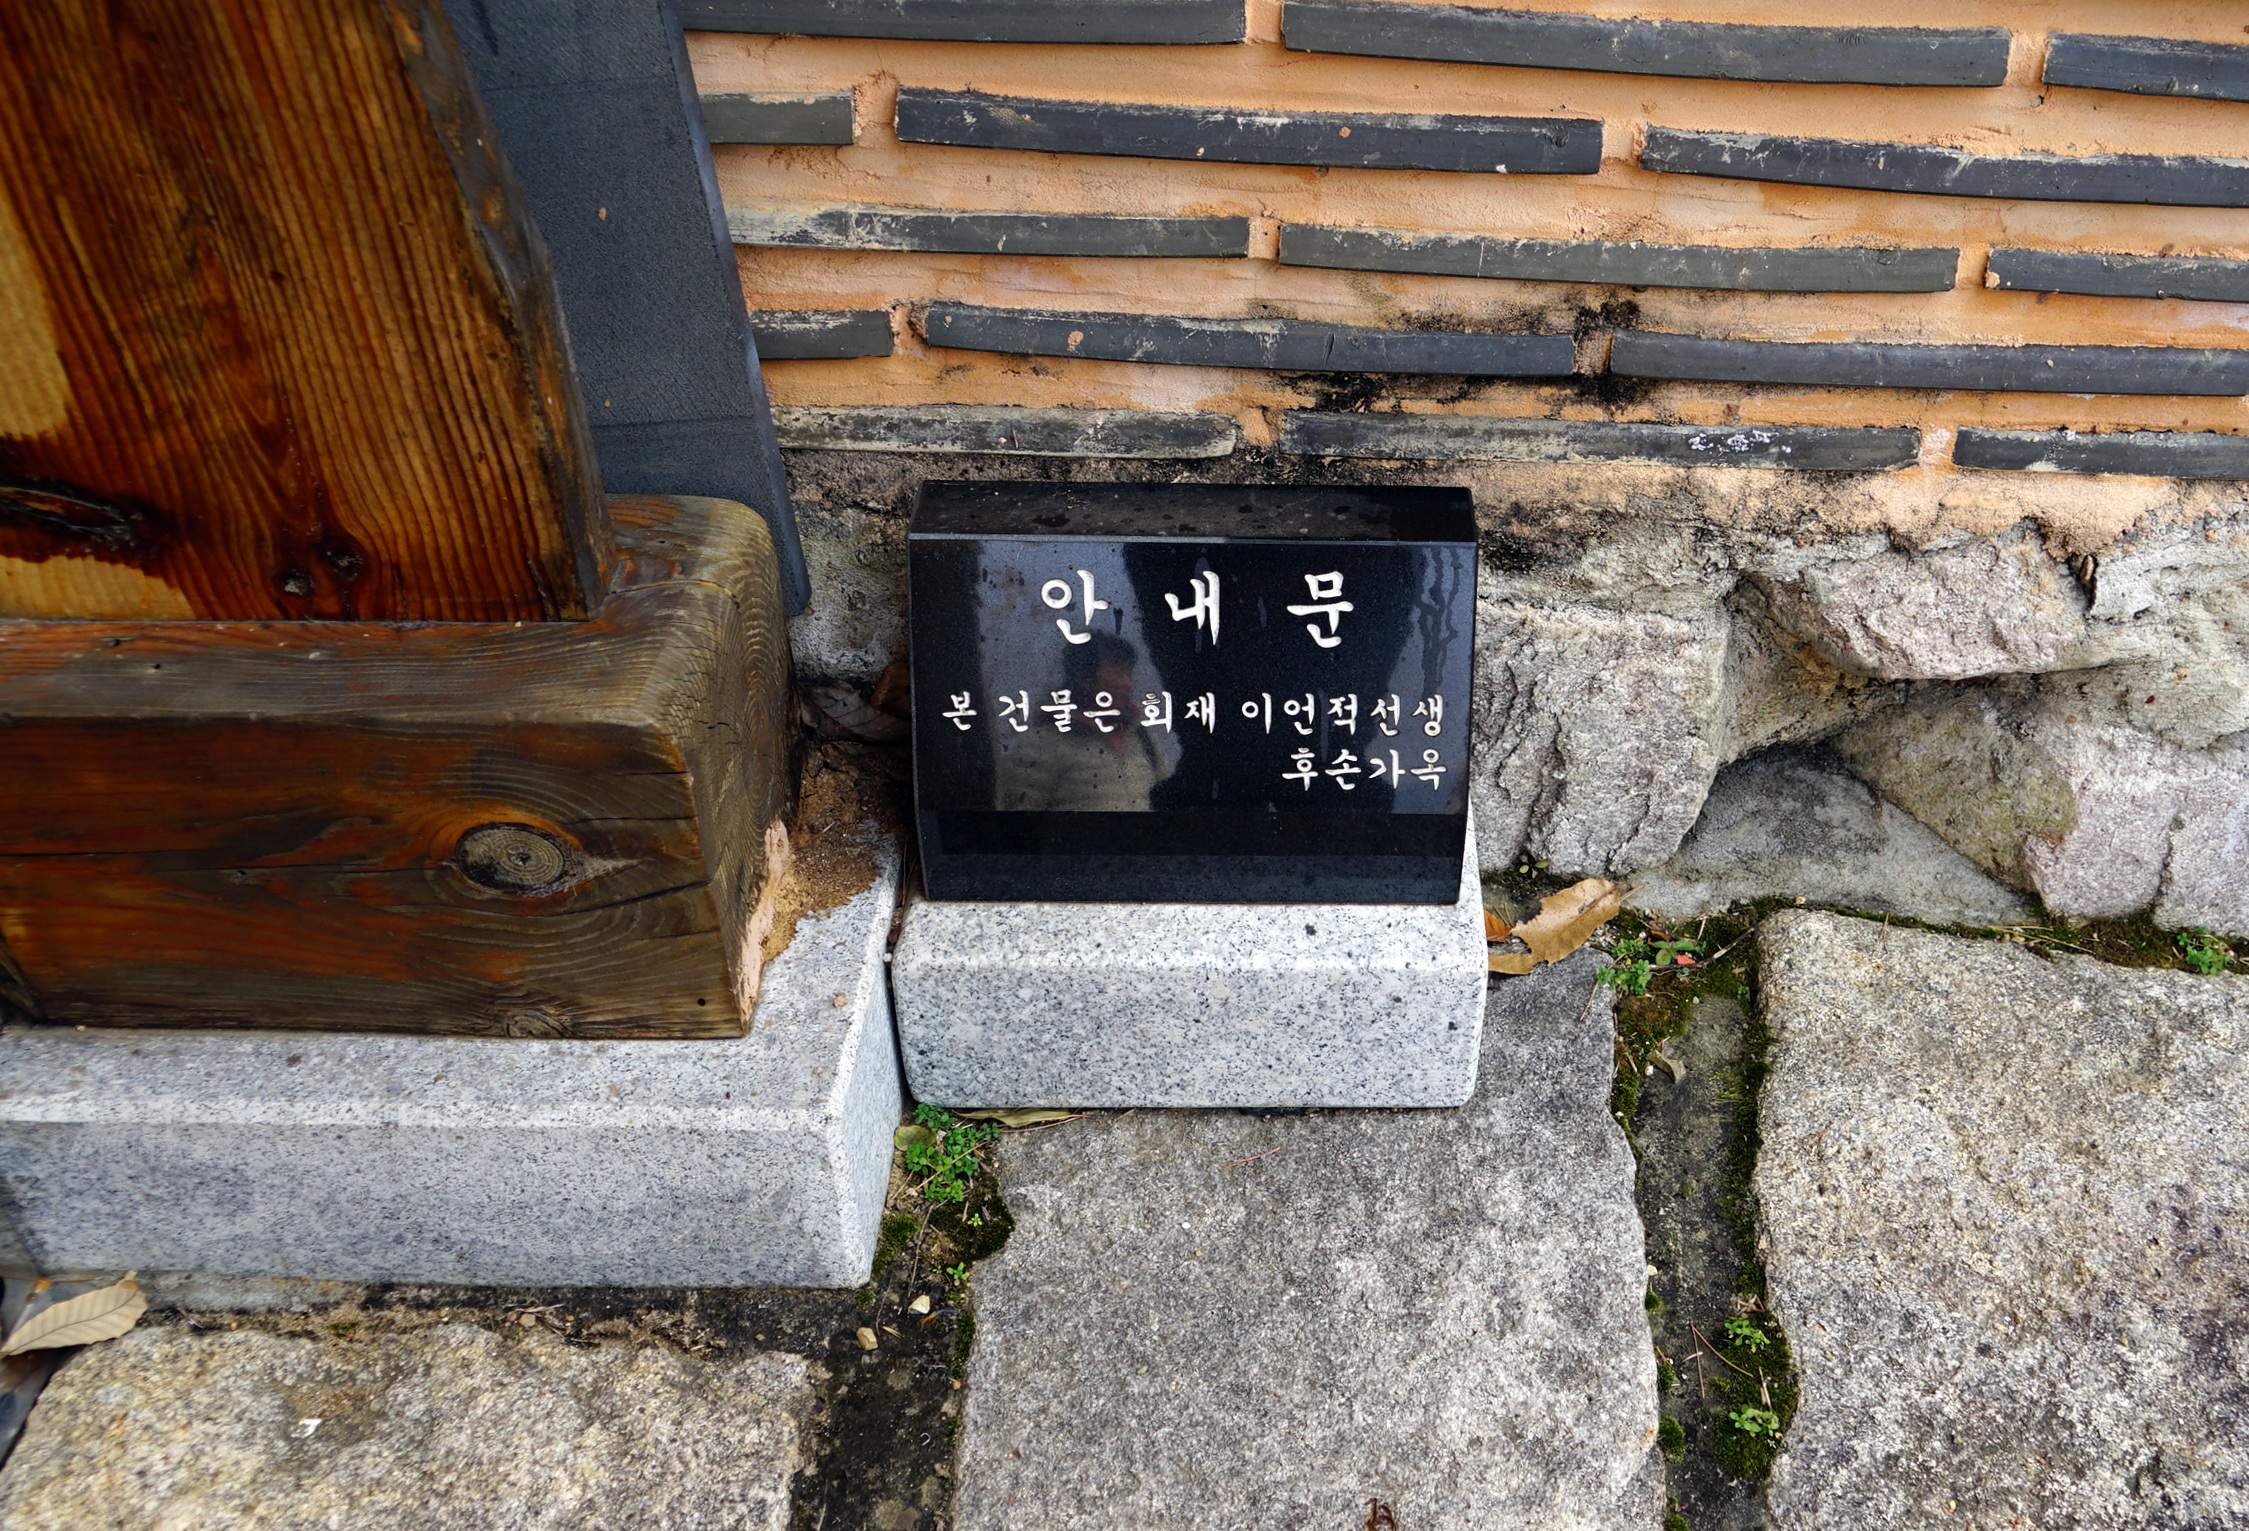 안 내 문
본 건물은 회재 이언적선생
후손가옥